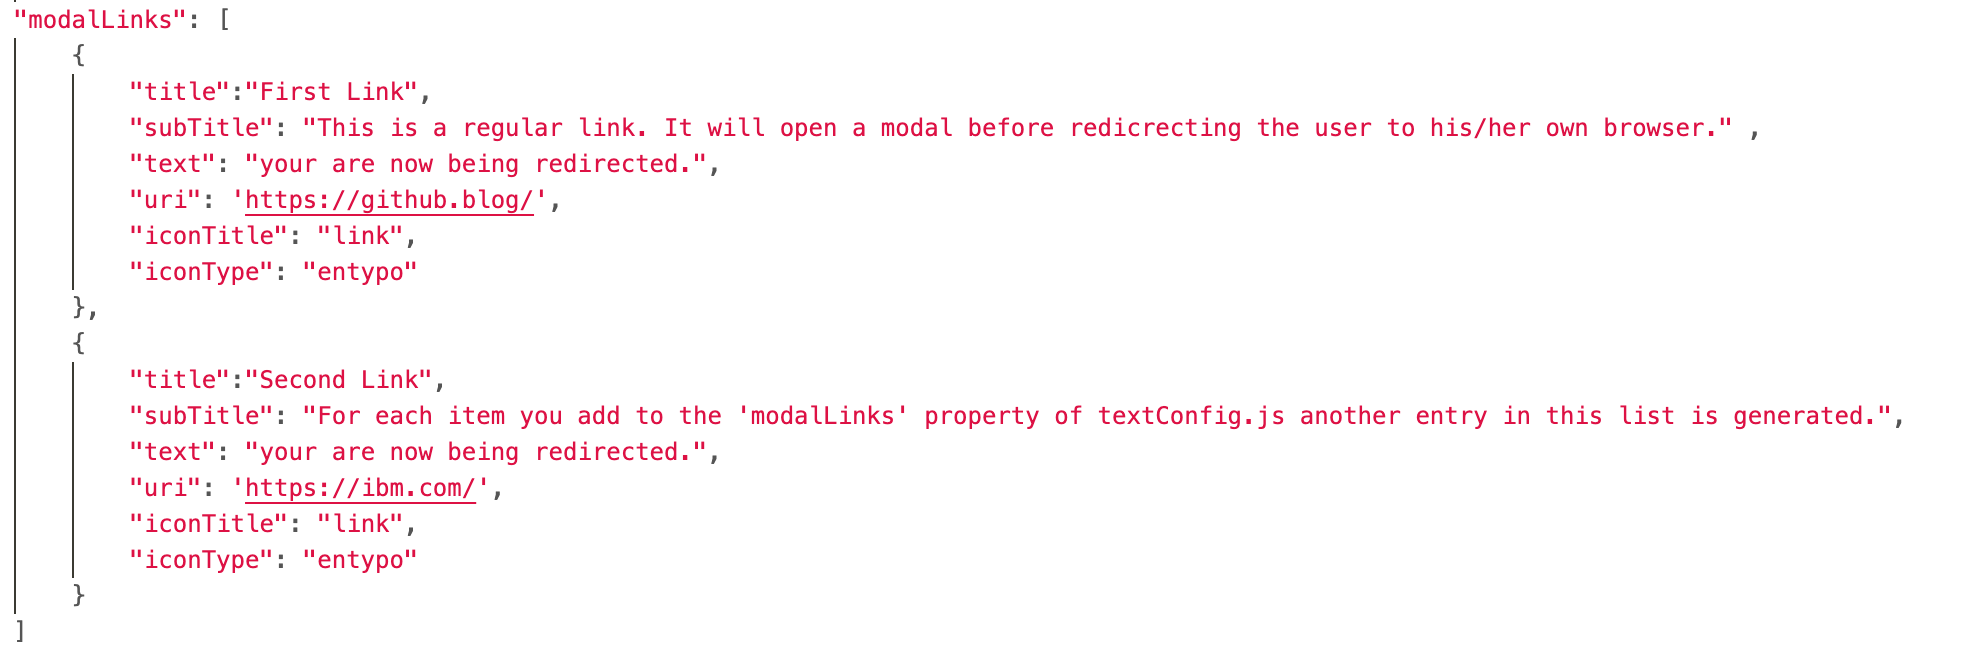 "modalLinks": [
{
"title":"First Link",
"subTitle": "This is a regular link. It will open a modal before redicrecting the user to his/her own browser." ,
"text": "your are now being redirected.",
"uri": 'https://github.blog/',
"iconTitle": "link",
"iconType": "entypo"
},
{
"title":"Second Link",
"subTitle": "For each item you add to the 'modalLinks' property of textConfig.js another entry in this list is generated.",
"text": "your are now being redirected.",
"uri": 'https://ibm.com/',
"iconTitle": "link",
"iconType": "entypo"
}
]